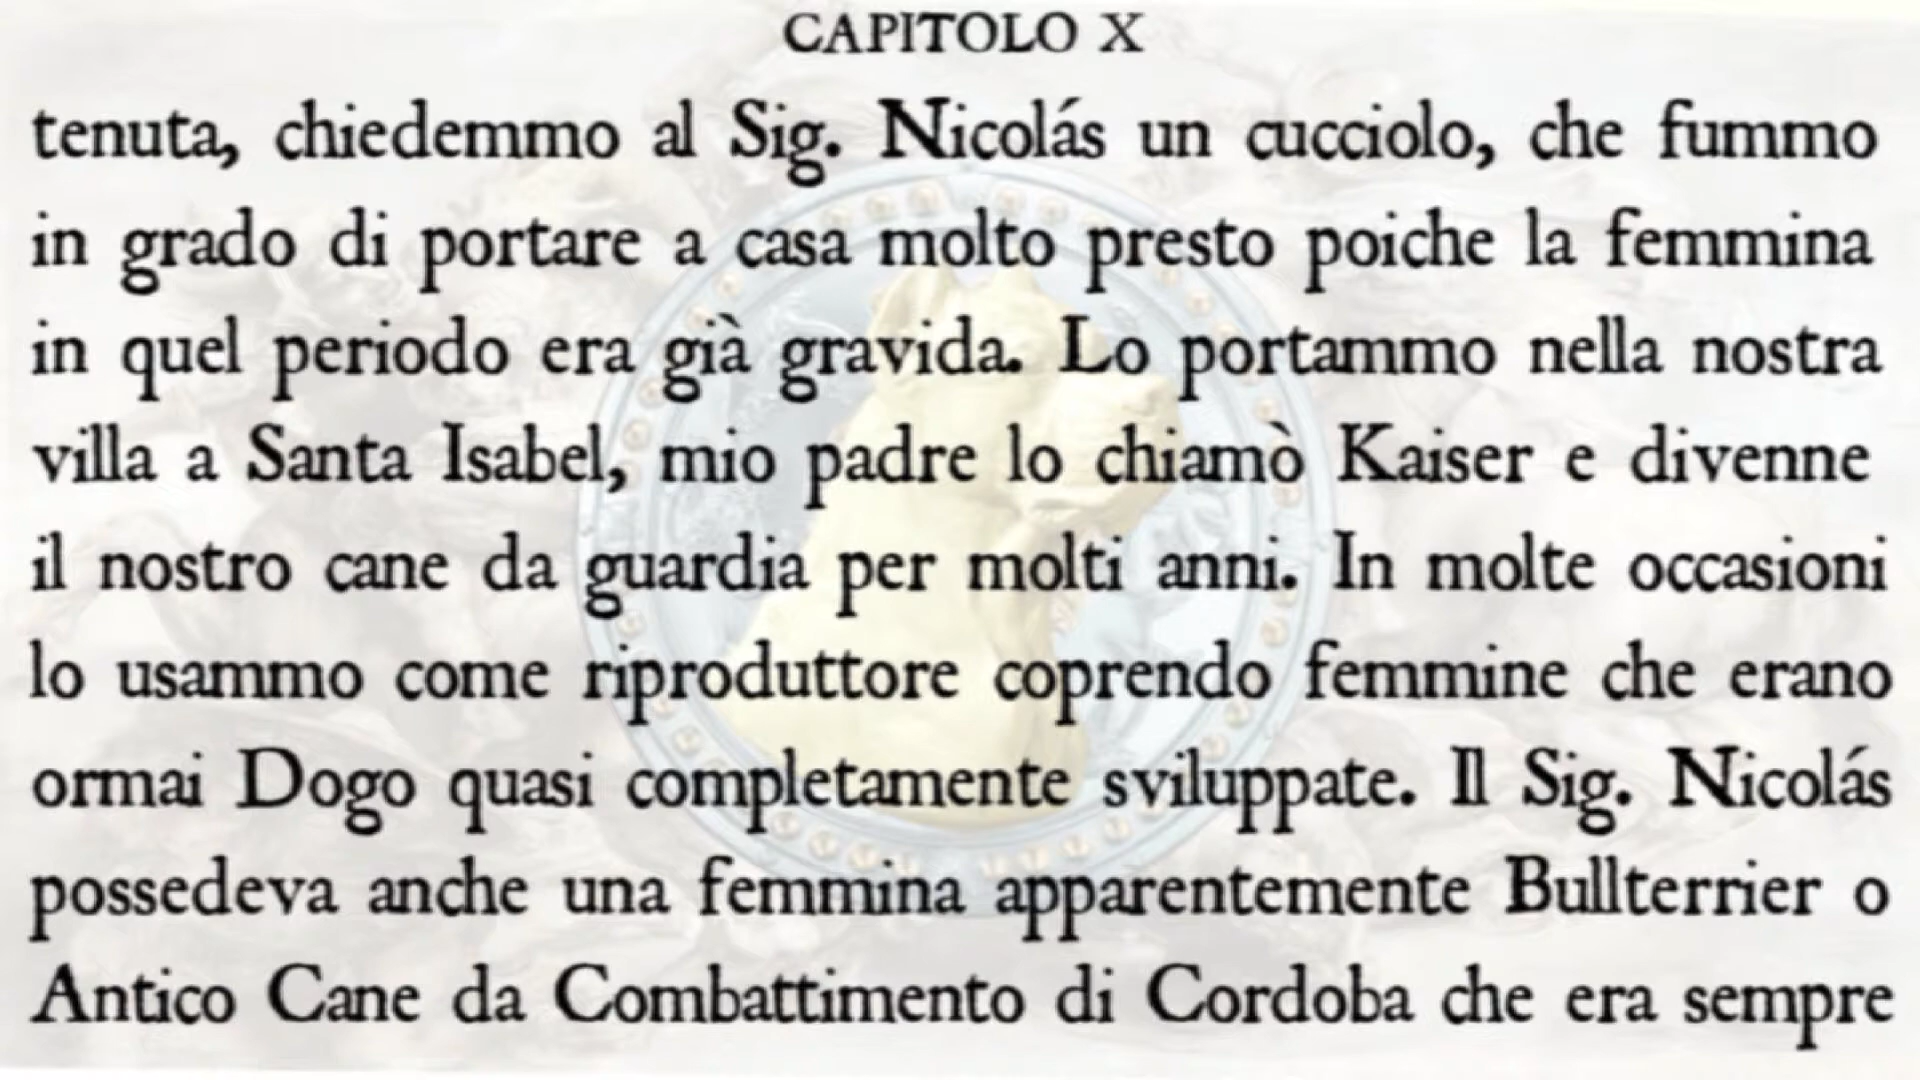 CAPITOLO X
tenuta, chiedemmo al Sig. Nicolás un cucciolo, che fummo
in grado di portare a casa molto presto poiche la femmina
in quel periodo era già gravida. Lo portammo nella nostra
villa a Santa Isabel, mio padre lo chiamò Kaiser e divenne
il nostro cane da guardia per molti anni. In molte occasioni
lo usammo come riproduttore coprendo femmine che erano
ormai Dogo quasi completamente sviluppate. Il Sig. Nicolás
possedeva anche una femmina apparentemente Bullterrier o
Antico Cane da Combattimento di Cordoba che era sempre